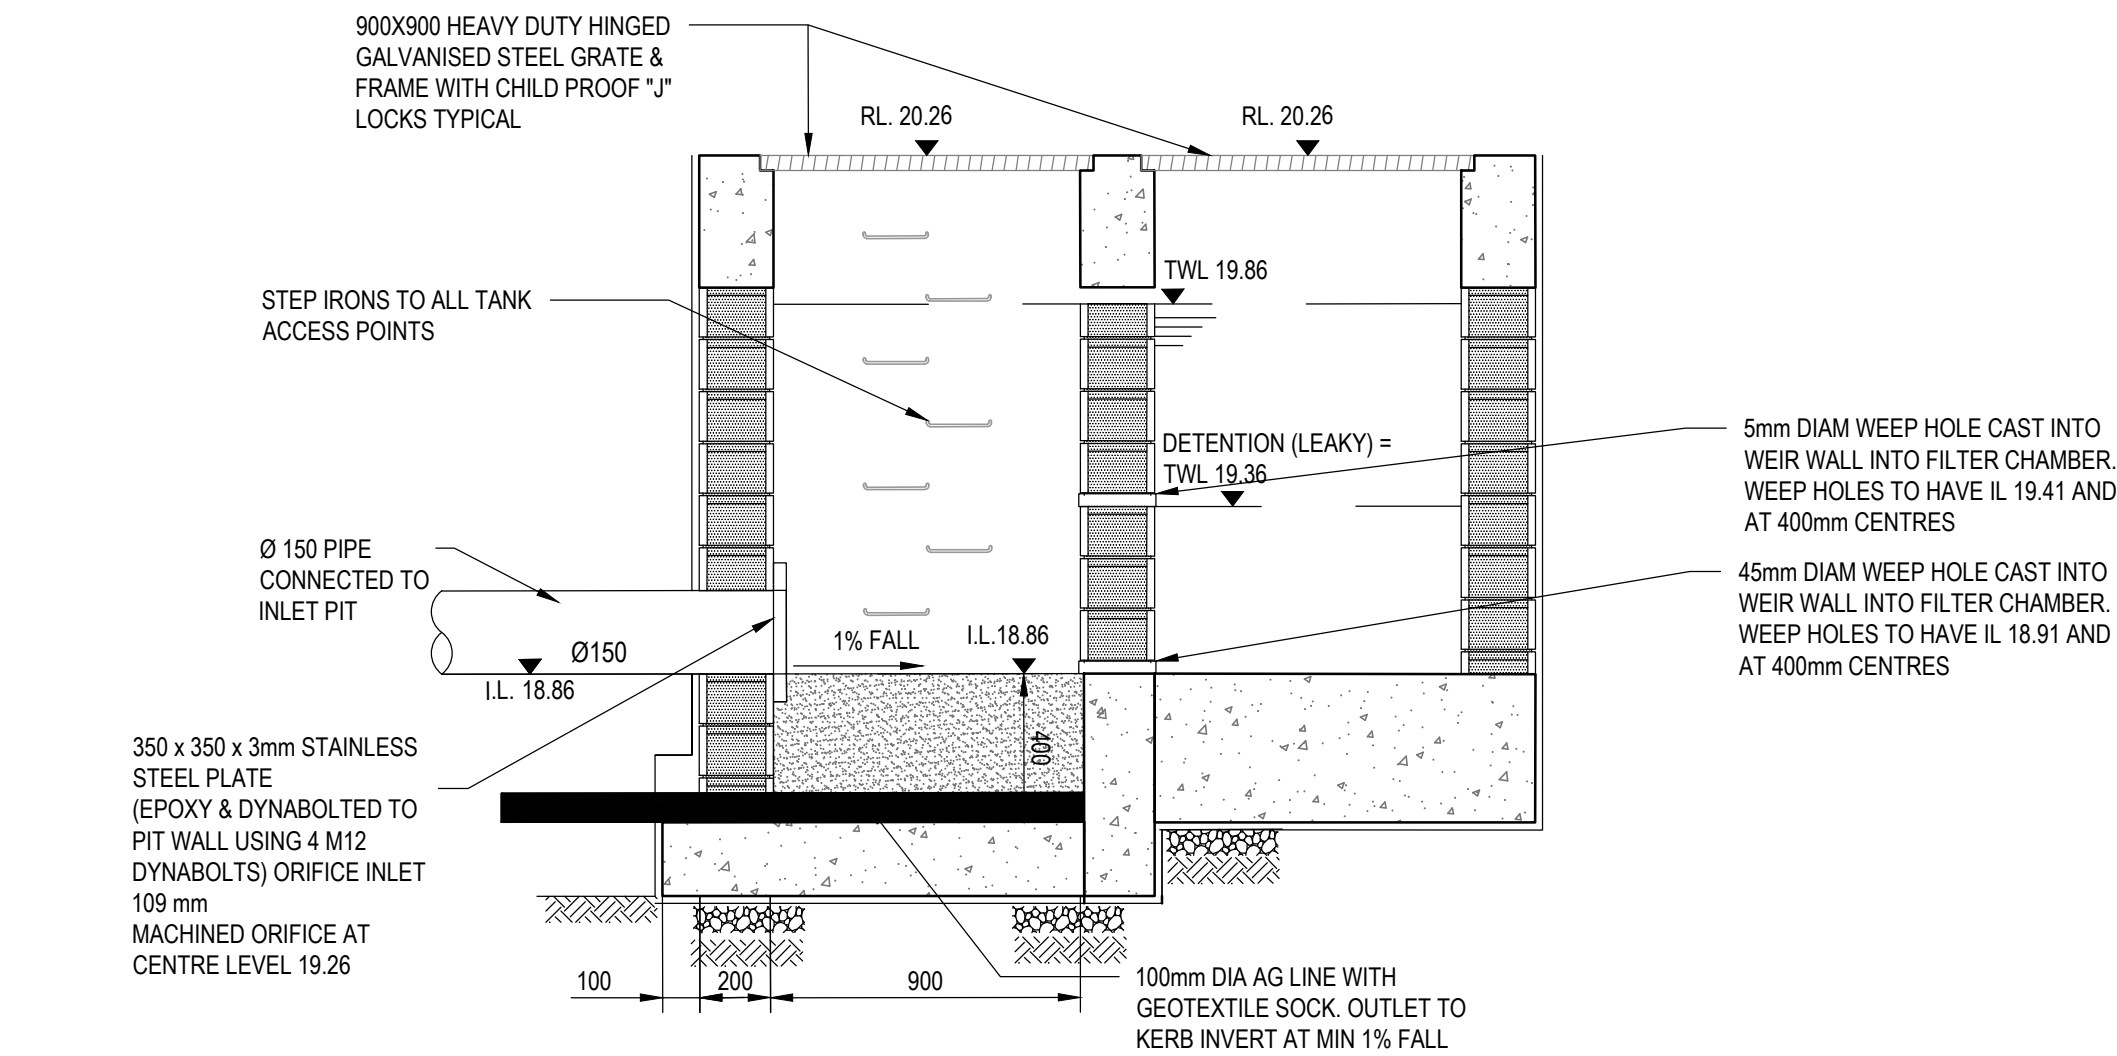 900X900 HEAVY DUTY HINGED
GALVANISED STEEL GRATE &
FRAME WITH CHILD PROOF "J"
LOCKS TYPICAL
RL. 20.26
RL. 20.26
STEP IRONS TO ALL TANK
ACCESS POINTS
TWL 19.86
DETENTION (LEAKY) =
TWL 19.36
5mm DIAM WEEP HOLE CAST INTO
WEIR WALL INTO FILTER CHAMBER.
WEEP HOLES TO HAVE IL 19.41 AND
AT 400mm CENTRES
Ø 150 PIPE
CONNECTED TO
INLET PIT
45mm DIAM WEEP HOLE CAST INTO
WEIR WALL INTO FILTER CHAMBER.
WEEP HOLES TO HAVE IL 18.91 AND
AT 400mm CENTRES
Ø150
1% FALL
I.L.18.86
I.L. 18.86
400
350 x 350 x 3mm STAINLESS
STEEL PLATE
(EPOXY & DYNABOLTED TO
PIT WALL USING 4 M12
DYNABOLTS) ORIFICE INLET
109 mm
MACHINED ORIFICE AT
CENTRE LEVEL 19.26
100
200
900
100mm DIA AG LINE WITH
GEOTEXTILE SOCK. OUTLET TO
KERB INVERT AT MIN 1% FALL